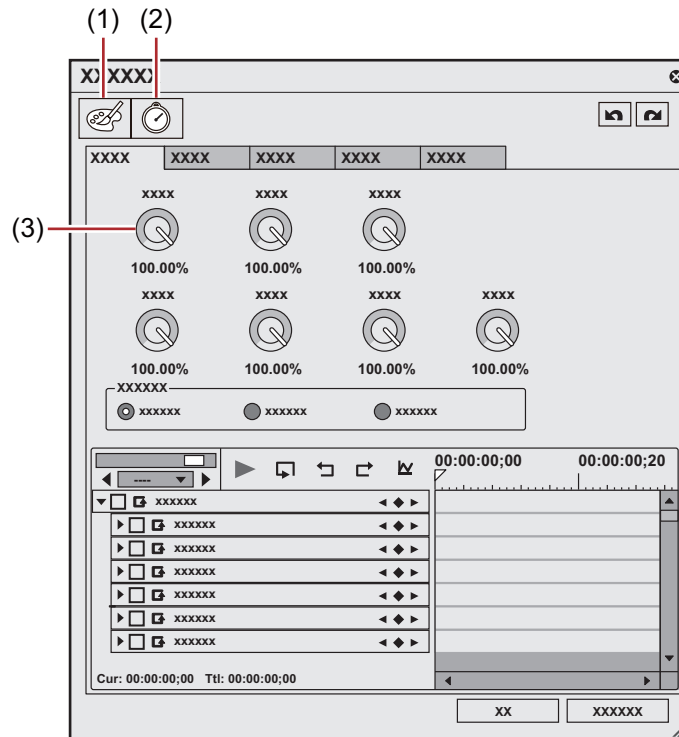 (1) (2)
XXXXXX
XXXX XXXX XXXX XXXX XXXX
xxxx xxxx xxxx
(3)
100.00% 100.00% 100.00%
xxxx xxxx xxxx xxxx
100.00% 100.00% 100.00% 100.00%
XXXXXX
xxxxxx xxxxxx xxxxxx
00:00:00;00 00:00:00;20
----
xxxxxx
xxxxxx
xxxxxx
xxxxxx
xxxxxx
xxxxxx
xxxxxx
Cur: 00:00:00;00 Ttl: 00:00:00;00
XX XXXXXX